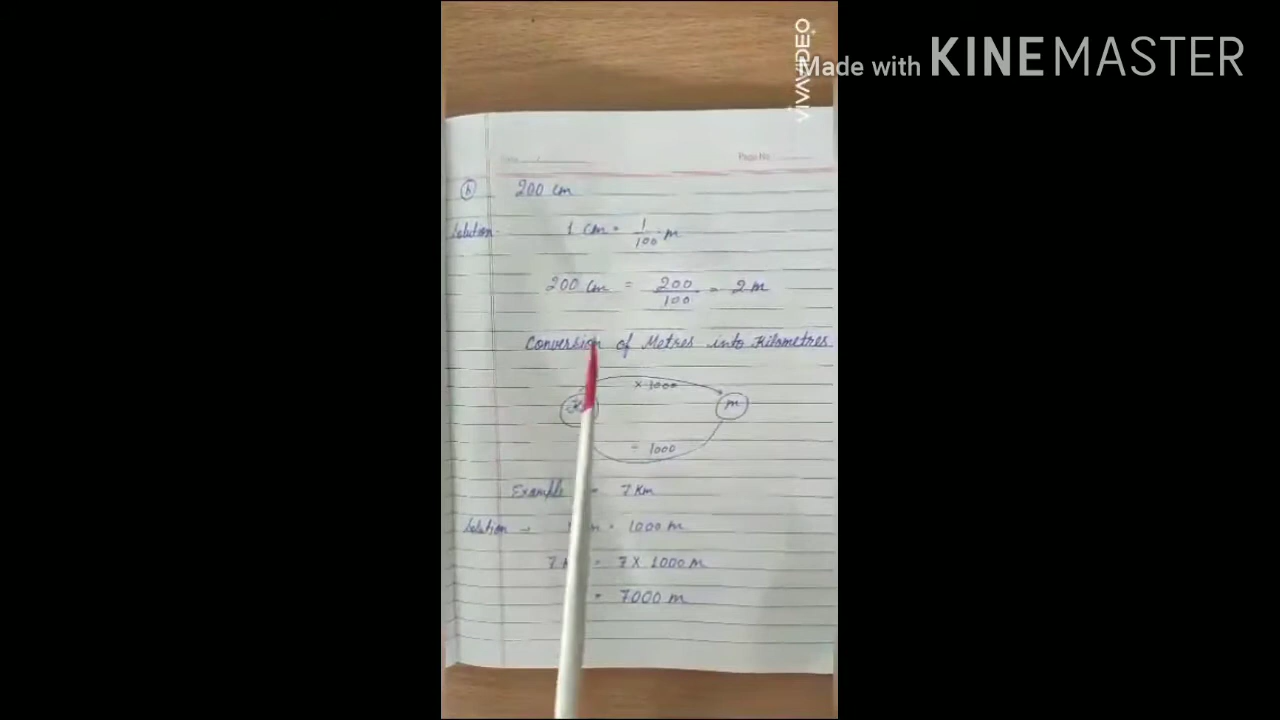 Made with KINEMASTER
VIVAVIDEO
Page No.
(b) 200 cm
Solution- 1 cm = 1/100 m
200 cm = 200/100 = 2 m
Conversion of Metres into Kilometres
× 1000
m
÷ 1000
Example = 7 Km
Solution → = 1000 m
7 = 7 × 1000 m
= 7000 m